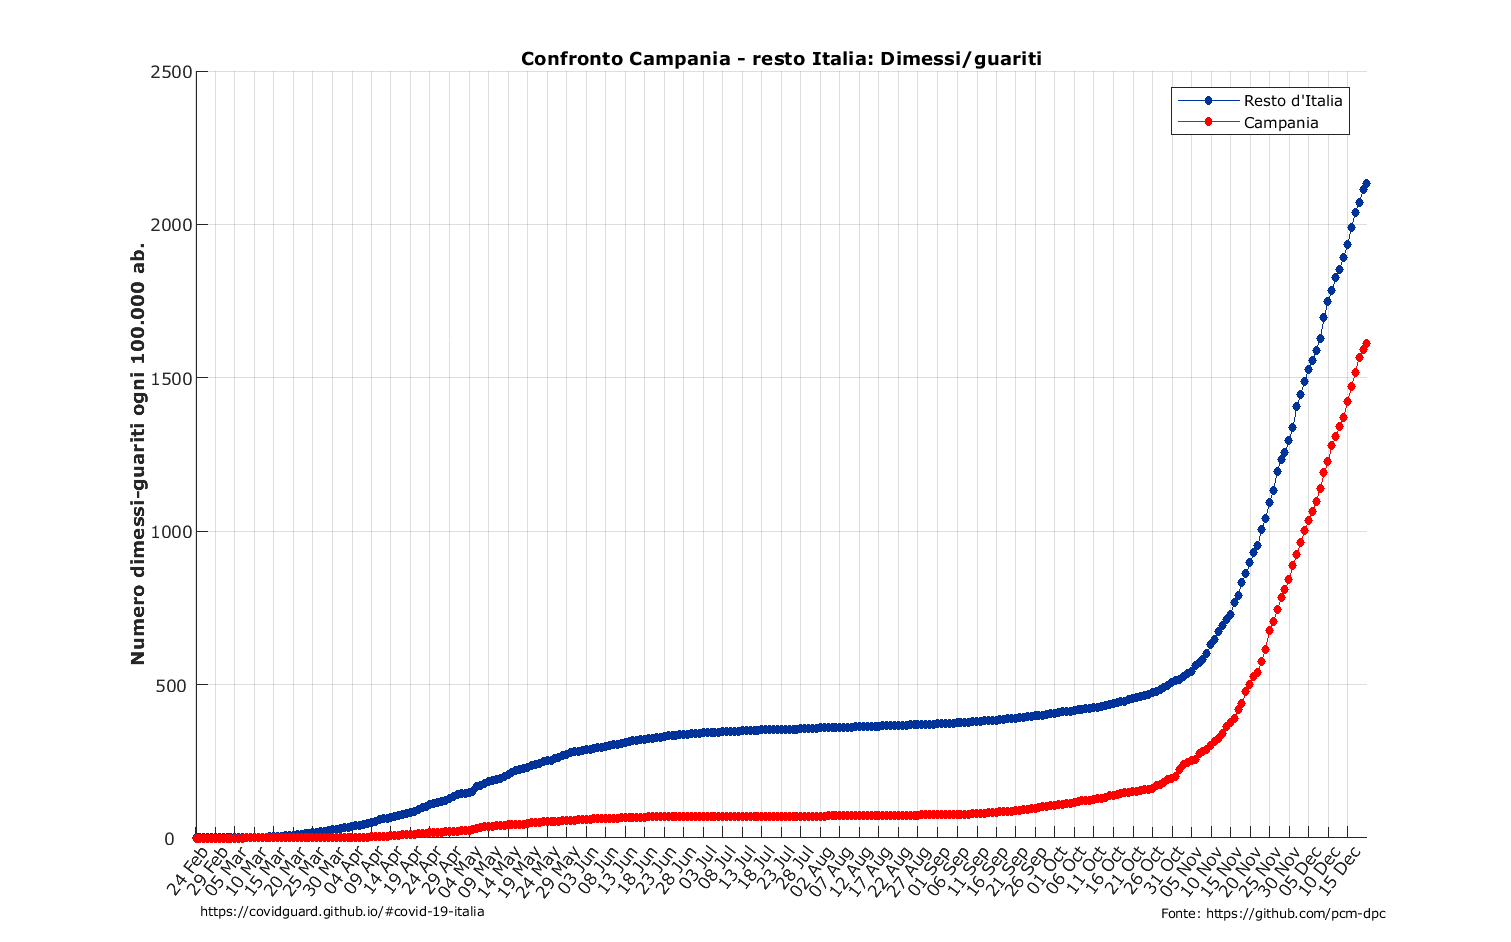 Confronto Campania - resto Italia: Dimessi/guariti
Resto d'Italia
Campania
Numero dimessi-guariti ogni 100.000 ab.
2500
2000
1500
1000
500
0
24 Feb
29 Feb
05 Mar
10 Mar
15 Mar
20 Mar
25 Mar
30 Mar
04 Apr
09 Apr
14 Apr
19 Apr
24 Apr
29 Apr
04 May
09 May
14 May
19 May
24 May
29 May
03 Jun
08 Jun
13 Jun
18 Jun
23 Jun
28 Jun
03 Jul
08 Jul
13 Jul
18 Jul
23 Jul
28 Jul
02 Aug
07 Aug
12 Aug
17 Aug
22 Aug
27 Aug
01 Sep
06 Sep
11 Sep
16 Sep
21 Sep
26 Sep
01 Oct
06 Oct
11 Oct
16 Oct
21 Oct
26 Oct
31 Oct
05 Nov
10 Nov
15 Nov
20 Nov
25 Nov
30 Nov
05 Dec
10 Dec
15 Dec
https://covidguard.github.io/#covid-19-italia
Fonte: https://github.com/pcm-dpc